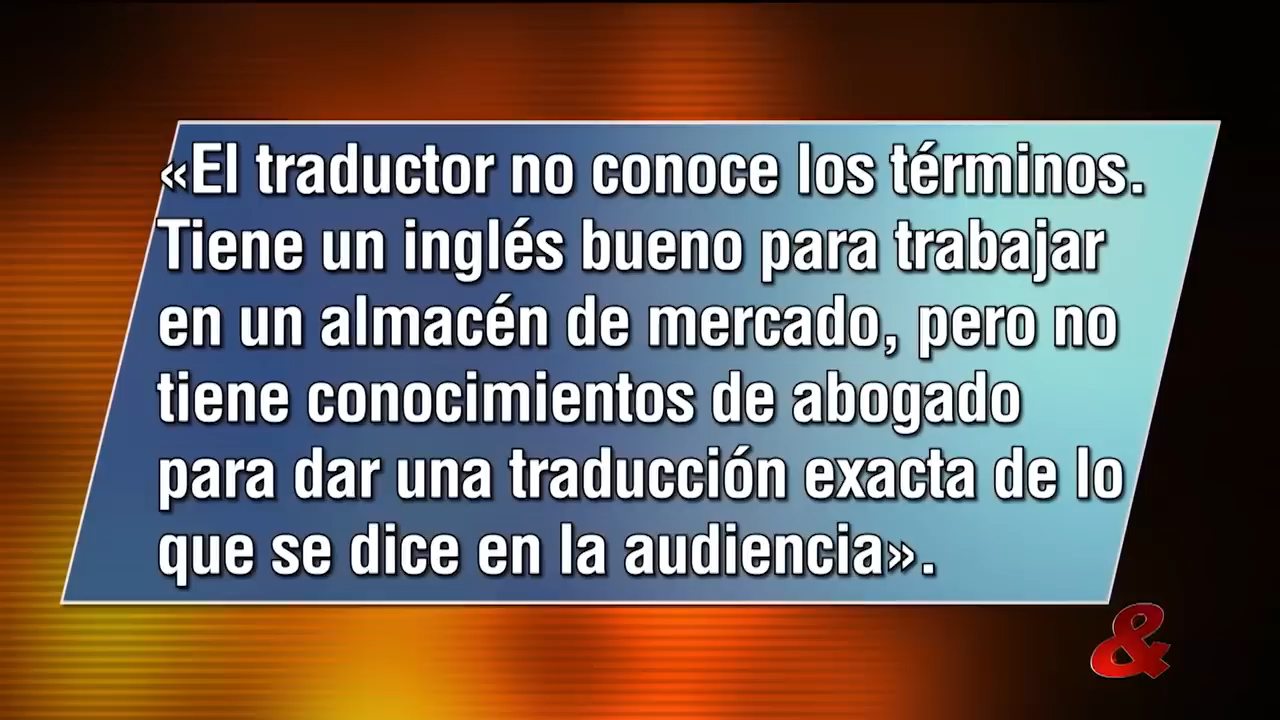 «El traductor no conoce los términos.
Tiene un inglés bueno para trabajar
en un almacén de mercado, pero no
tiene conocimientos de abogado
para dar una traducción exacta de lo
que se dice en la audiencia».
&